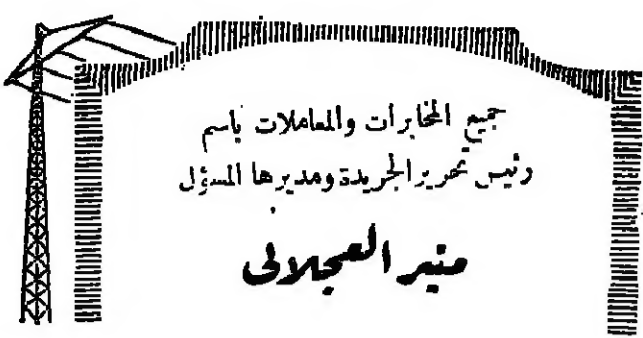 جميع المخابرات والمعاملات باسم
رئيس تحرير الجريدة ومديرها المسؤل
منير العجلانى